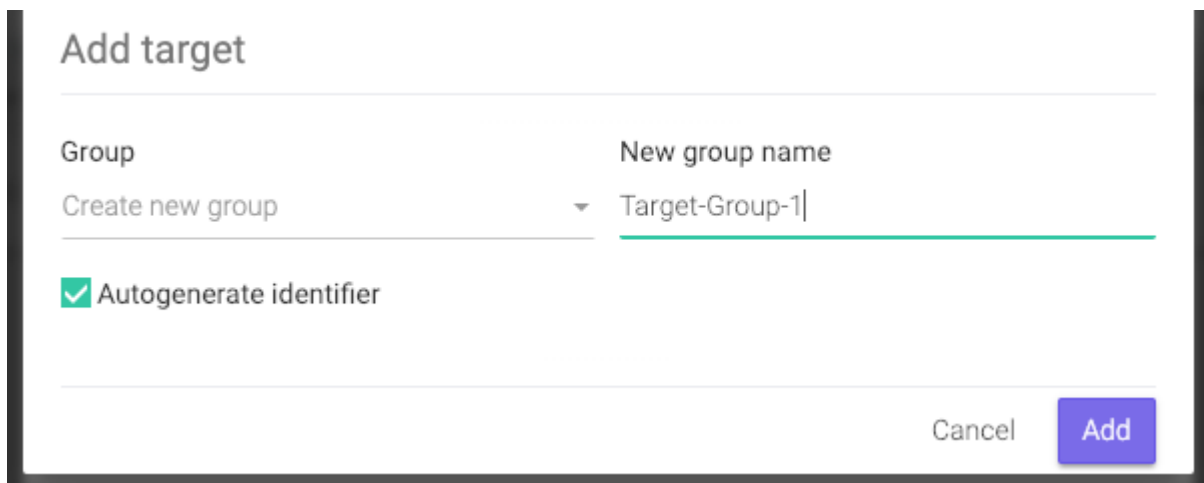 Add target
Group
New group name
Create new group
Target-Group-1
Autogenerate identifier
Cancel
Add